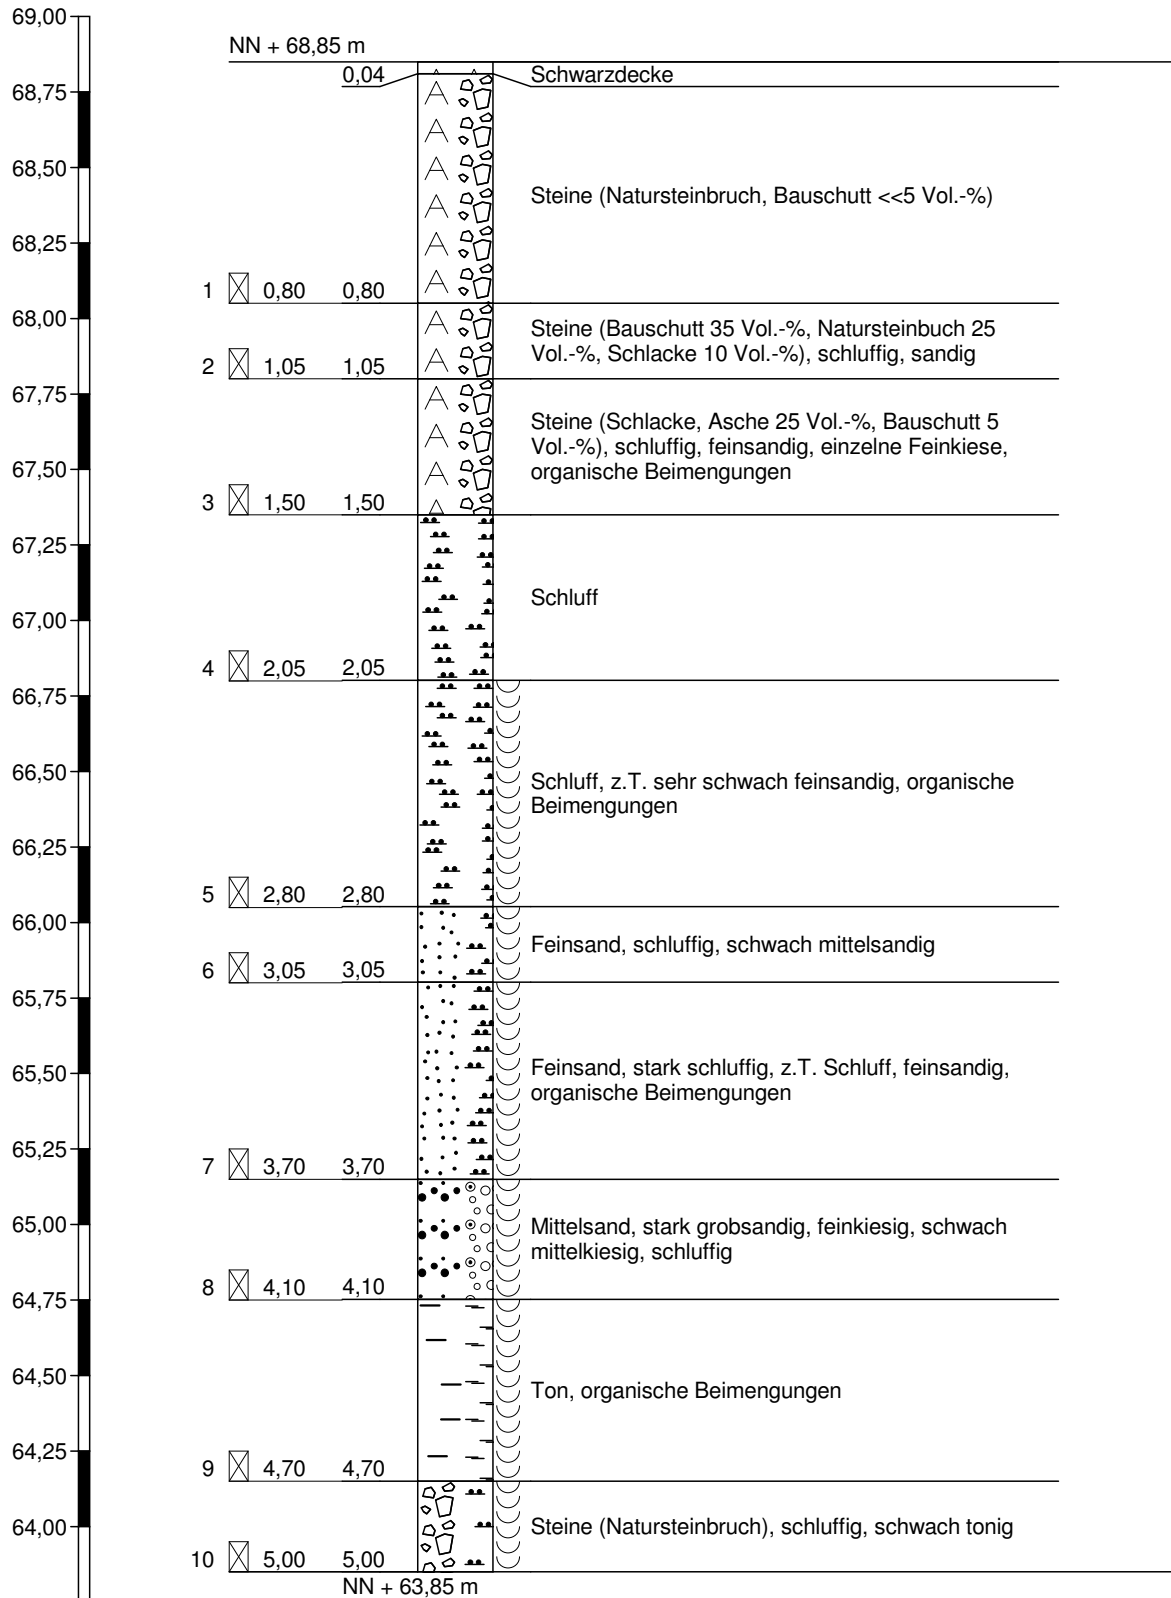 69,00
NN + 68,85 m
0,04 Schwarzdecke
68,75
68,50
Steine (Natursteinbruch, Bauschutt <<5 Vol.-%)
68,25
1 0,80 0,80
68,00
Steine (Bauschutt 35 Vol.-%, Natursteinbuch 25
Vol.-%, Schlacke 10 Vol.-%), schluffig, sandig
2 1,05 1,05
67,75
Steine (Schlacke, Asche 25 Vol.-%, Bauschutt 5
Vol.-%), schluffig, feinsandig, einzelne Feinkiese,
organische Beimengungen
67,50
3 1,50 1,50
67,25
Schluff
67,00
4 2,05 2,05
66,75
66,50
Schluff, z.T. sehr schwach feinsandig, organische
Beimengungen
66,25
5 2,80 2,80
66,00
Feinsand, schluffig, schwach mittelsandig
6 3,05 3,05
65,75
65,50
Feinsand, stark schluffig, z.T. Schluff, feinsandig,
organische Beimengungen
65,25
7 3,70 3,70
65,00
Mittelsand, stark grobsandig, feinkiesig, schwach
mittelkiesig, schluffig
8 4,10 4,10
64,75
64,50
Ton, organische Beimengungen
64,25
9 4,70 4,70
64,00
Steine (Natursteinbruch), schluffig, schwach tonig
10 5,00 5,00
NN + 63,85 m